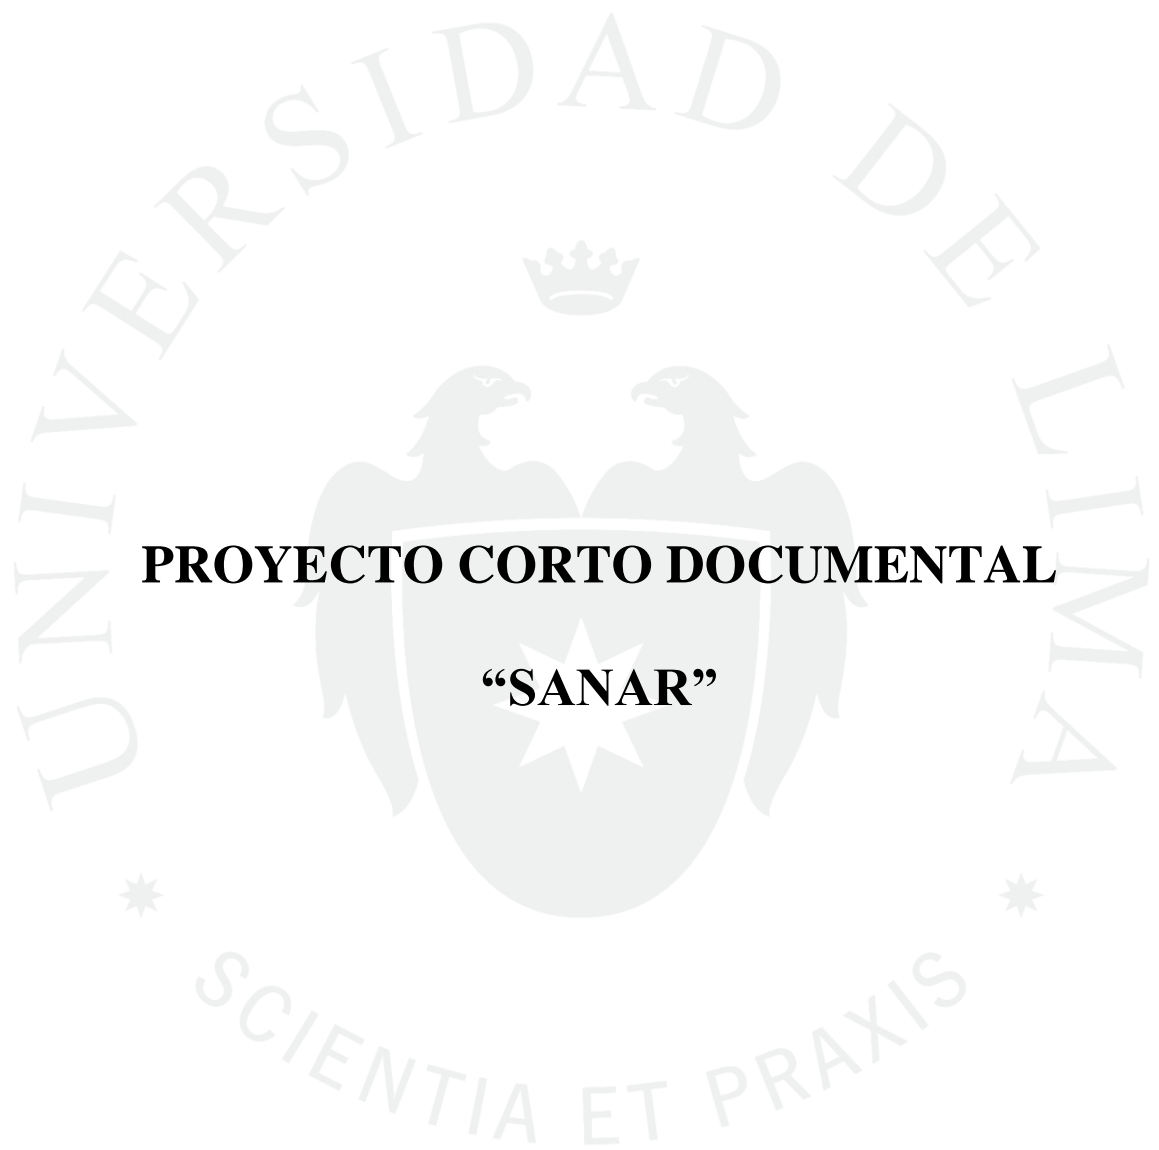 UNIVERSIDAD DE LIMA
PROYECTO CORTO DOCUMENTAL
“SANAR”
SCIENTIA ET PRAXIS